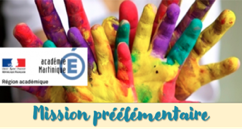 académie
Martinique
Région académique
Mission préélémentaire